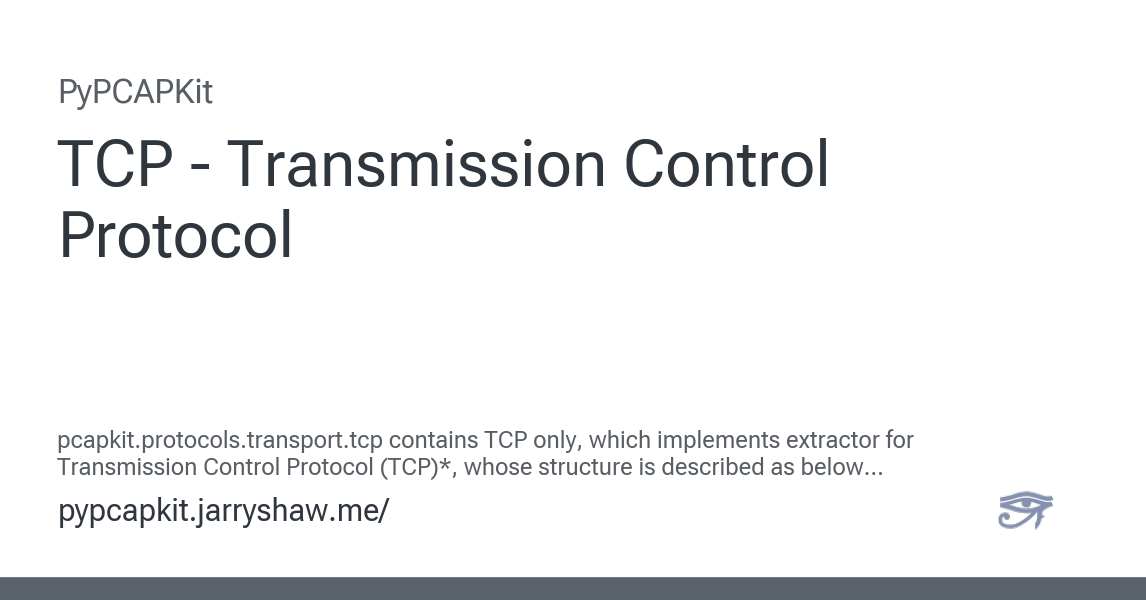 PyPCAPKit
TCP - Transmission Control
Protocol
pcapkit.protocols.transport.tcp contains TCP only, which implements extractor for
Transmission Control Protocol (TCP)*, whose structure is described as below...
pypcapkit.jarryshaw.me/